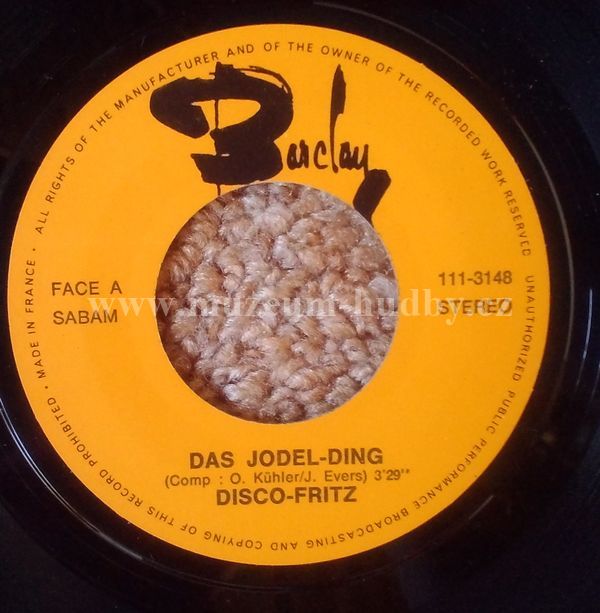 ALL RIGHTS OF THE MANUFACTURER AND OF THE OWNER OF THE RECORDED WORK RESERVED
UNAUTHORIZED PUBLIC PERFORMANCE BROADCASTING AND COPYING OF THIS RECORD PROHIBITED • MADE IN FRANCE •
Barclay
FACE A
SABAM
111-3148
STEREO
www.muzeum-hudby.cz
DAS JODEL-DING
(Comp : O. Kühler/J. Evers) 3'29''
DISCO-FRITZ